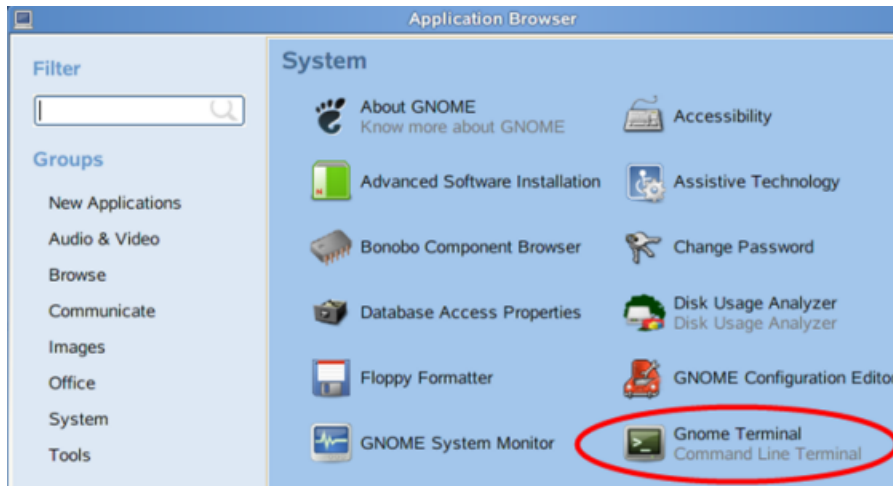 Application Browser
Filter
Groups
New Applications
Audio & Video
Browse
Communicate
Images
Office
System
Tools
System
About GNOME
Know more about GNOME
Accessibility
Advanced Software Installation
Assistive Technology
Bonobo Component Browser
Change Password
Database Access Properties
Disk Usage Analyzer
Disk Usage Analyzer
Floppy Formatter
GNOME Configuration Editor
GNOME System Monitor
Gnome Terminal
Command Line Terminal